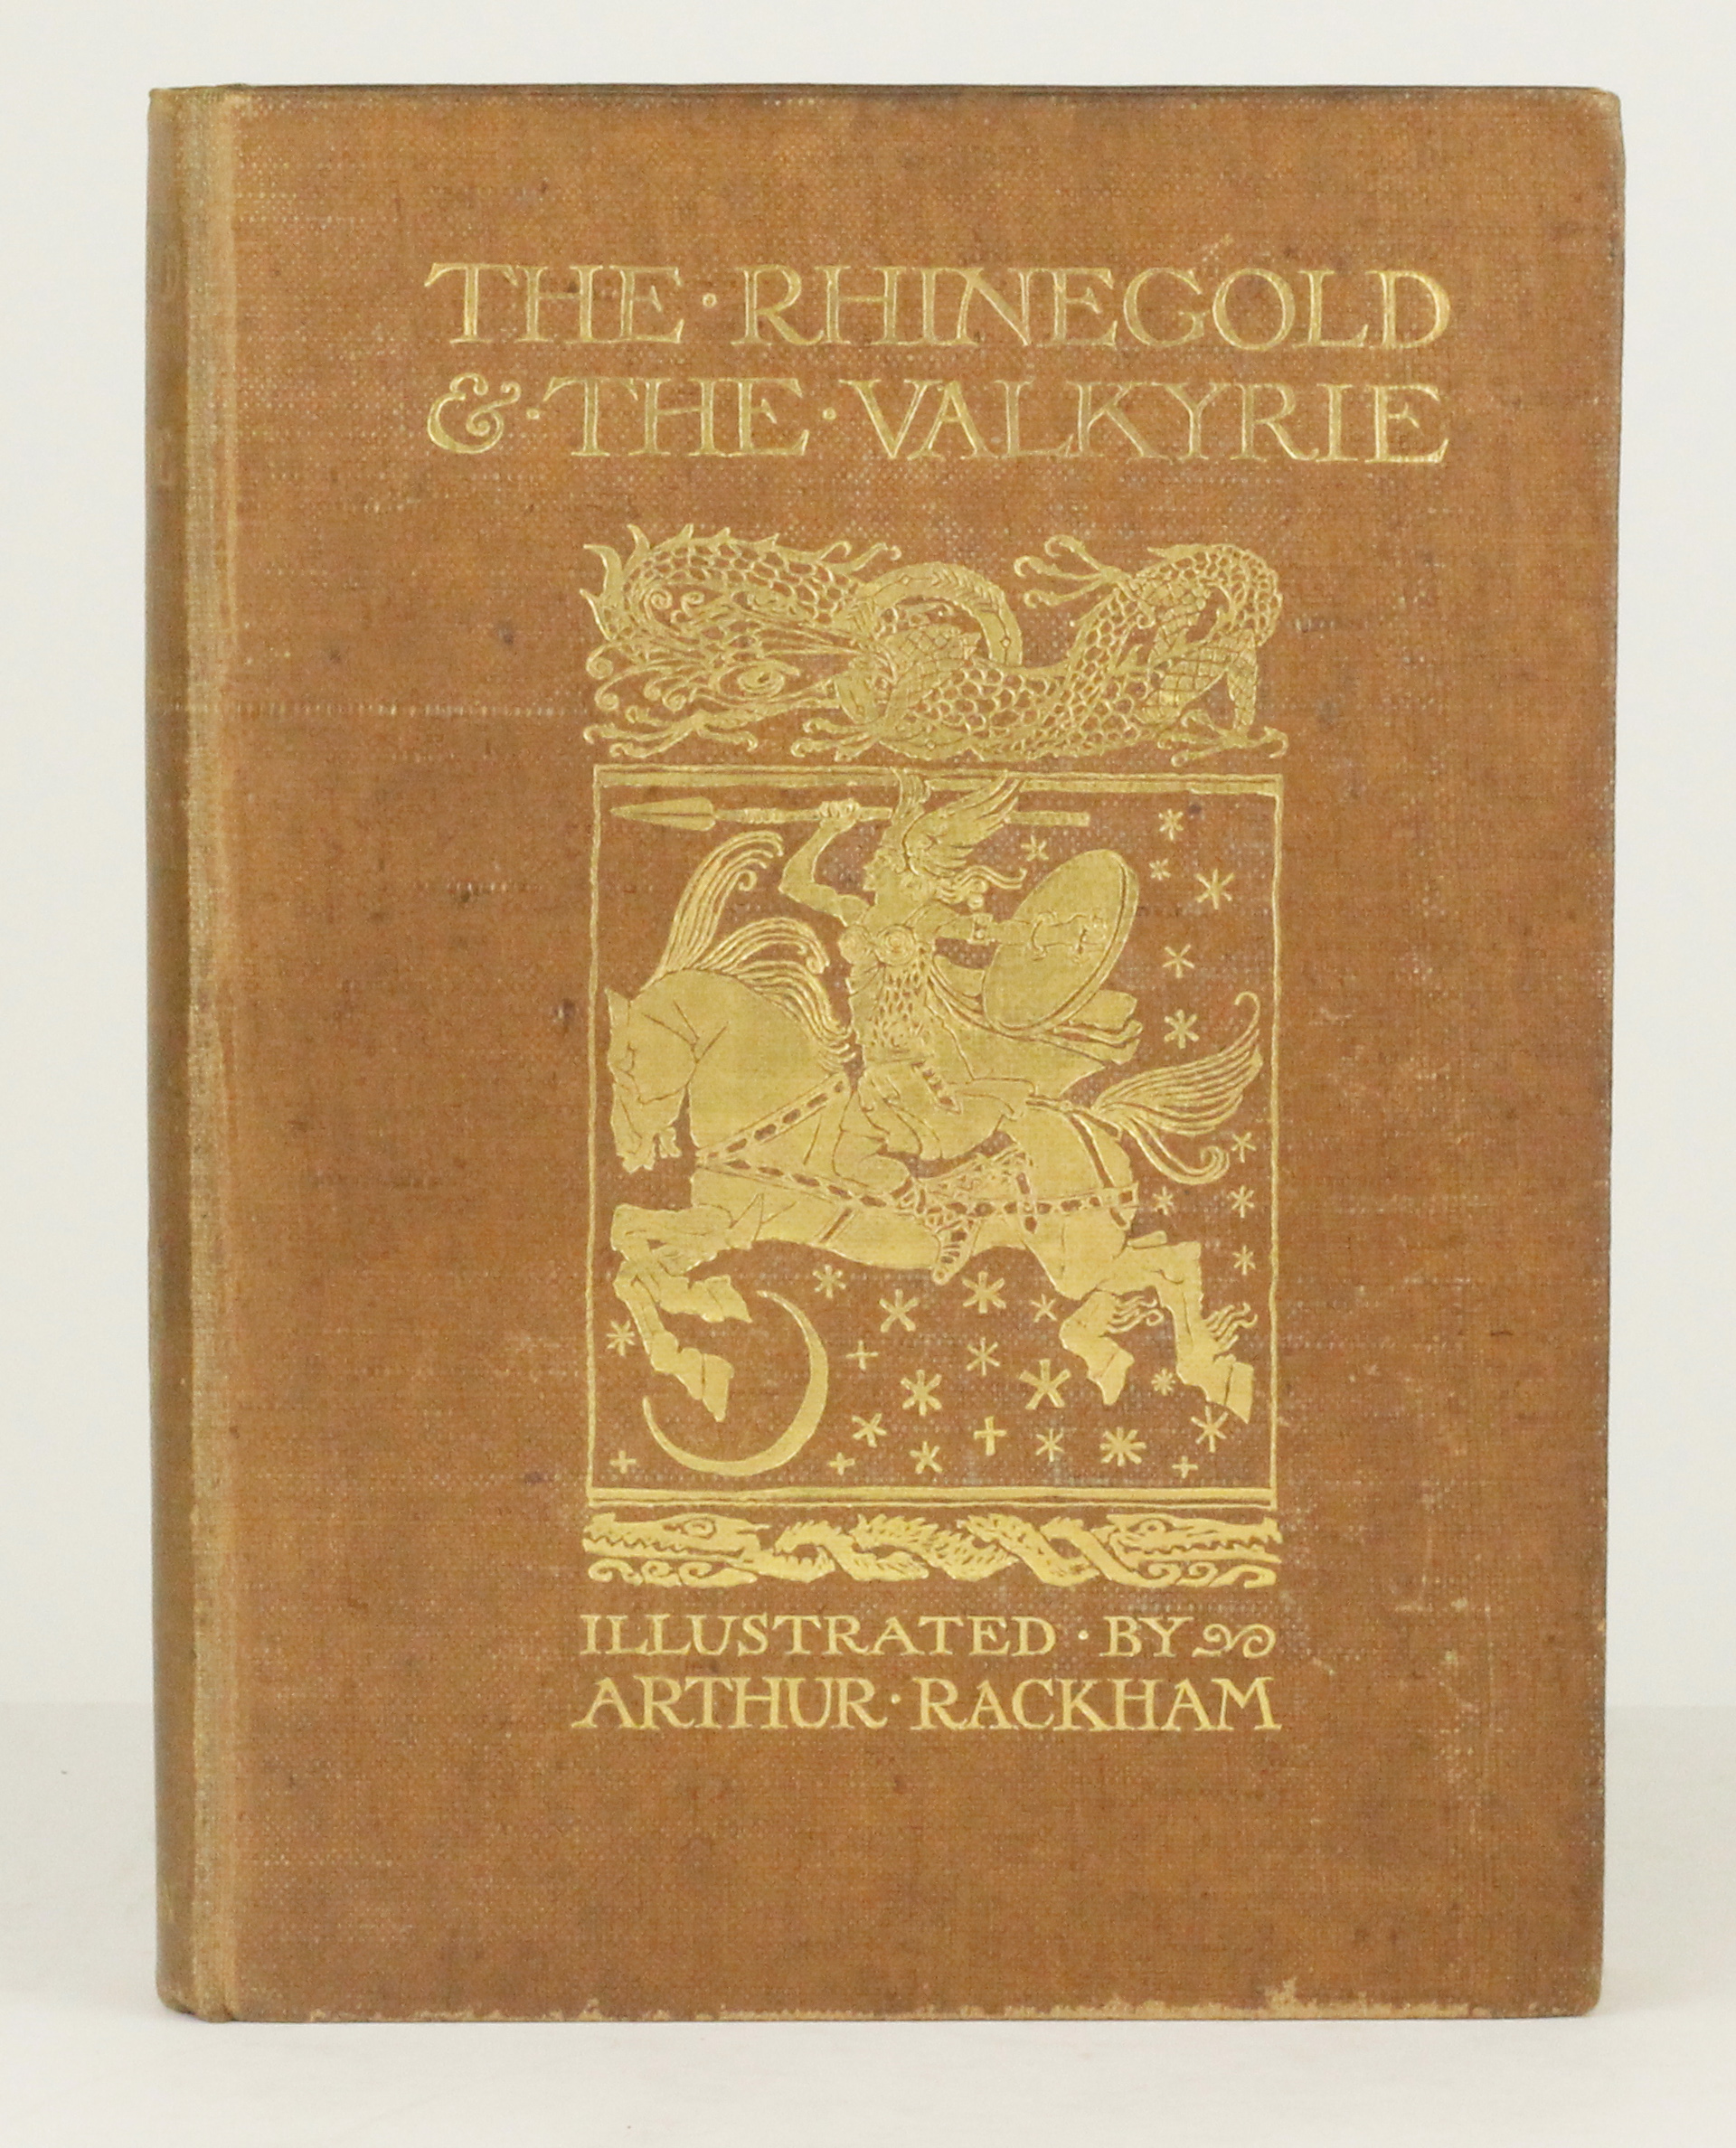 THE · RHINEGOLD
& · THE · VALKYRIE
ILLUSTRATED · BY
ARTHUR · RACKHAM